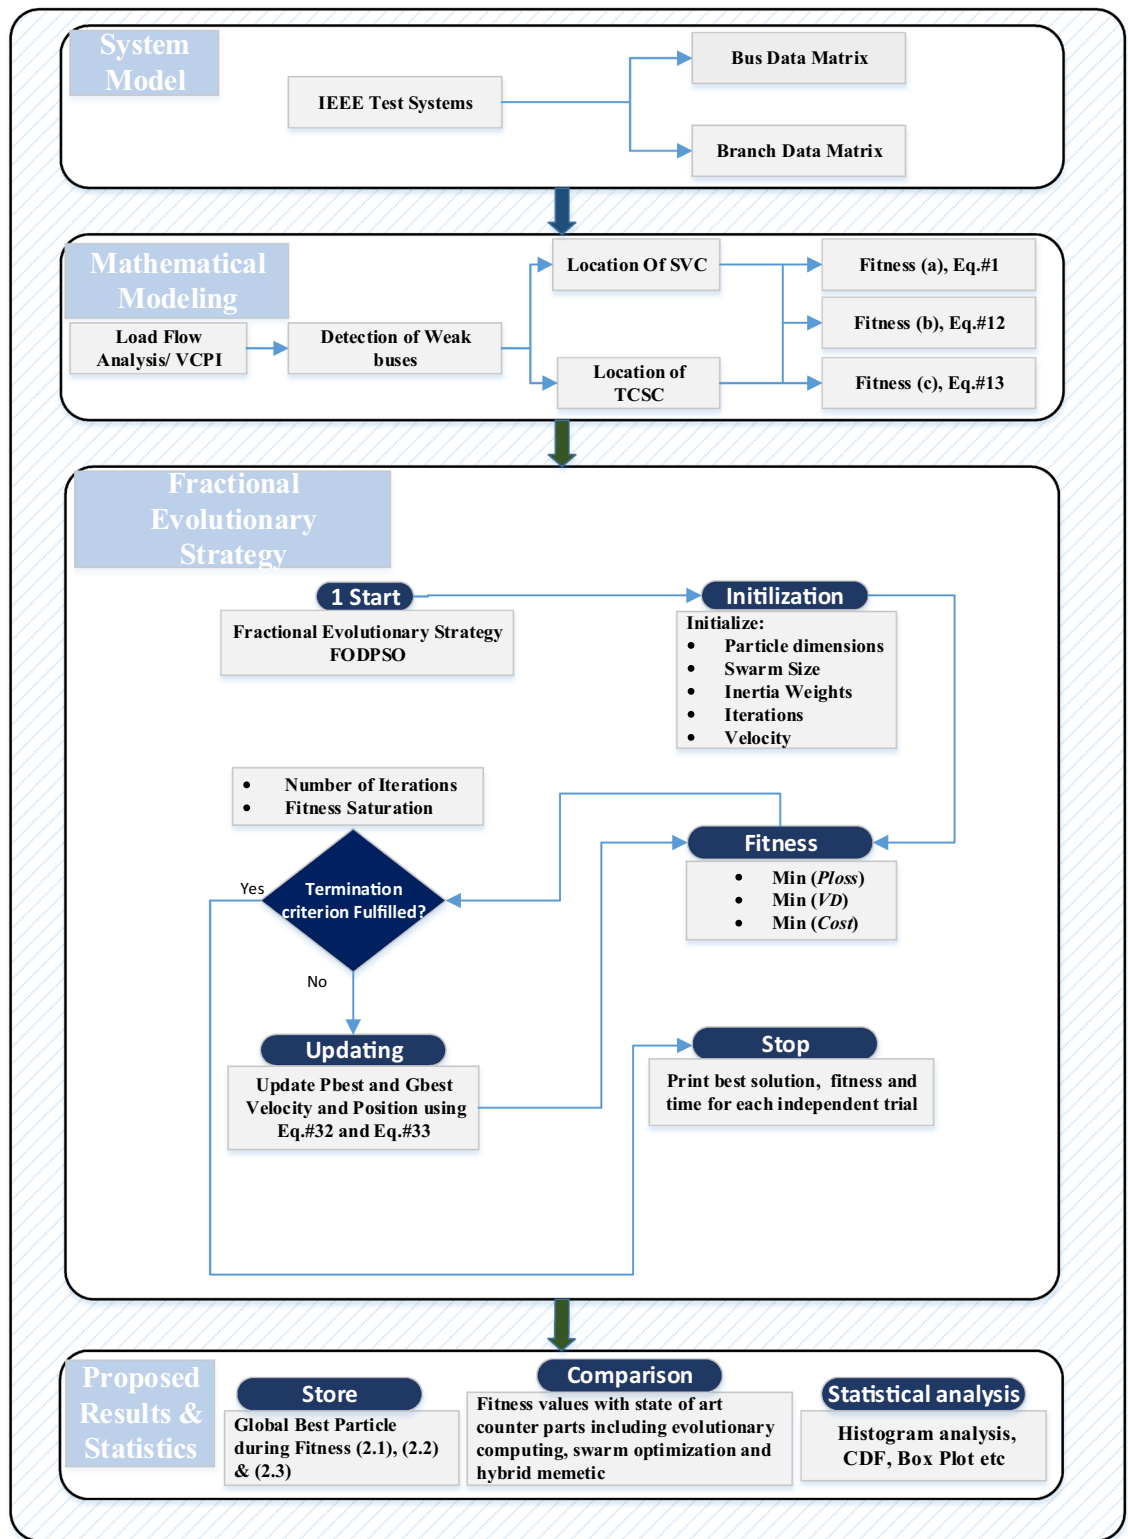 System
Model
IEEE Test Systems
Bus Data Matrix
Branch Data Matrix
Mathematical
Modeling
Load Flow
Analysis/ VCPI
Detection of Weak
buses
Location Of SVC
Location of
TCSC
Fitness (a), Eq.#1
Fitness (b), Eq.#12
Fitness (c), Eq.#13
Fractional
Evolutionary
Strategy
1 Start
Fractional Evolutionary Strategy
FODPSO
Initilization
Initialize:
• Particle dimensions
• Swarm Size
• Inertia Weights
• Iterations
• Velocity
• Number of Iterations
• Fitness Saturation
Termination
criterion Fulfilled?
Yes
No
Fitness
• Min (Ploss)
• Min (VD)
• Min (Cost)
Updating
Update Pbest and Gbest
Velocity and Position using
Eq.#32 and Eq.#33
Stop
Print best solution, fitness and
time for each independent trial
Proposed
Results &
Statistics
Store
Global Best Particle
during Fitness (2.1), (2.2)
& (2.3)
Comparison
Fitness values with state of art
counter parts including evolutionary
computing, swarm optimization and
hybrid memetic
Statistical analysis
Histogram analysis,
CDF, Box Plot etc